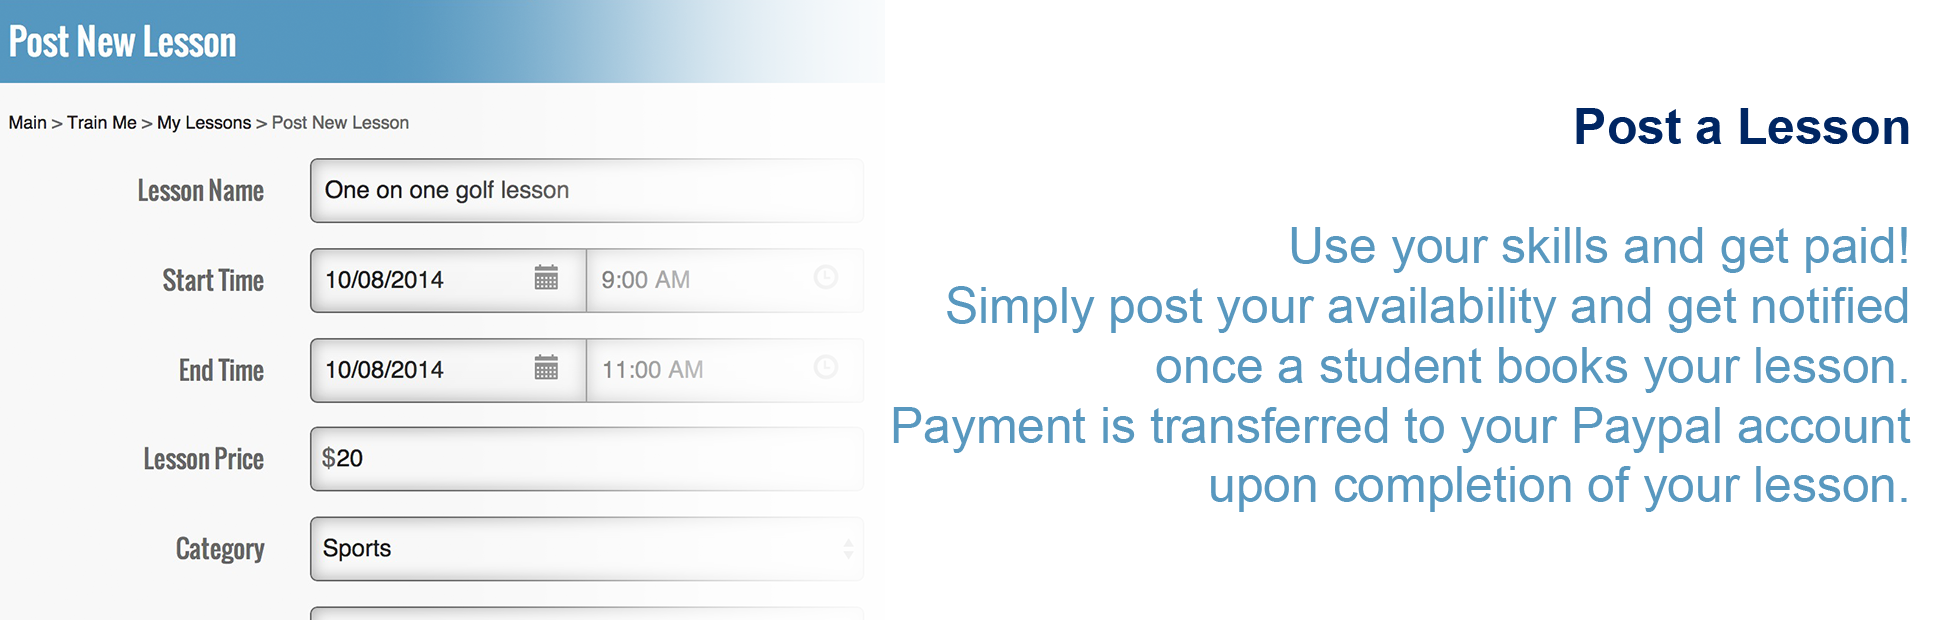 Post New Lesson
Main > Train Me > My Lessons > Post New Lesson
Lesson Name
One on one golf lesson
Start Time
10/08/2014
9:00 AM
End Time
10/08/2014
11:00 AM
Lesson Price
$20
Category
Sports
Post a Lesson
Use your skills and get paid!
Simply post your availability and get notified
once a student books your lesson.
Payment is transferred to your Paypal account
upon completion of your lesson.